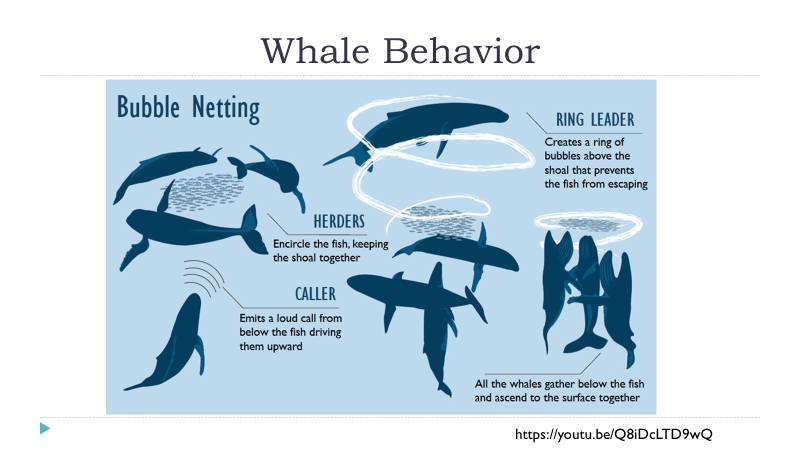 Whale Behavior
Bubble Netting
RING LEADER
Creates a ring of
bubbles above the
shoal that prevents
the fish from escaping
HERDERS
Encircle the fish, keeping
the shoal together
CALLER
Emits a loud call from
below the fish driving
them upward
All the whales gather below the fish
and ascend to the surface together
https://youtu.be/Q8iDcLTD9wQ